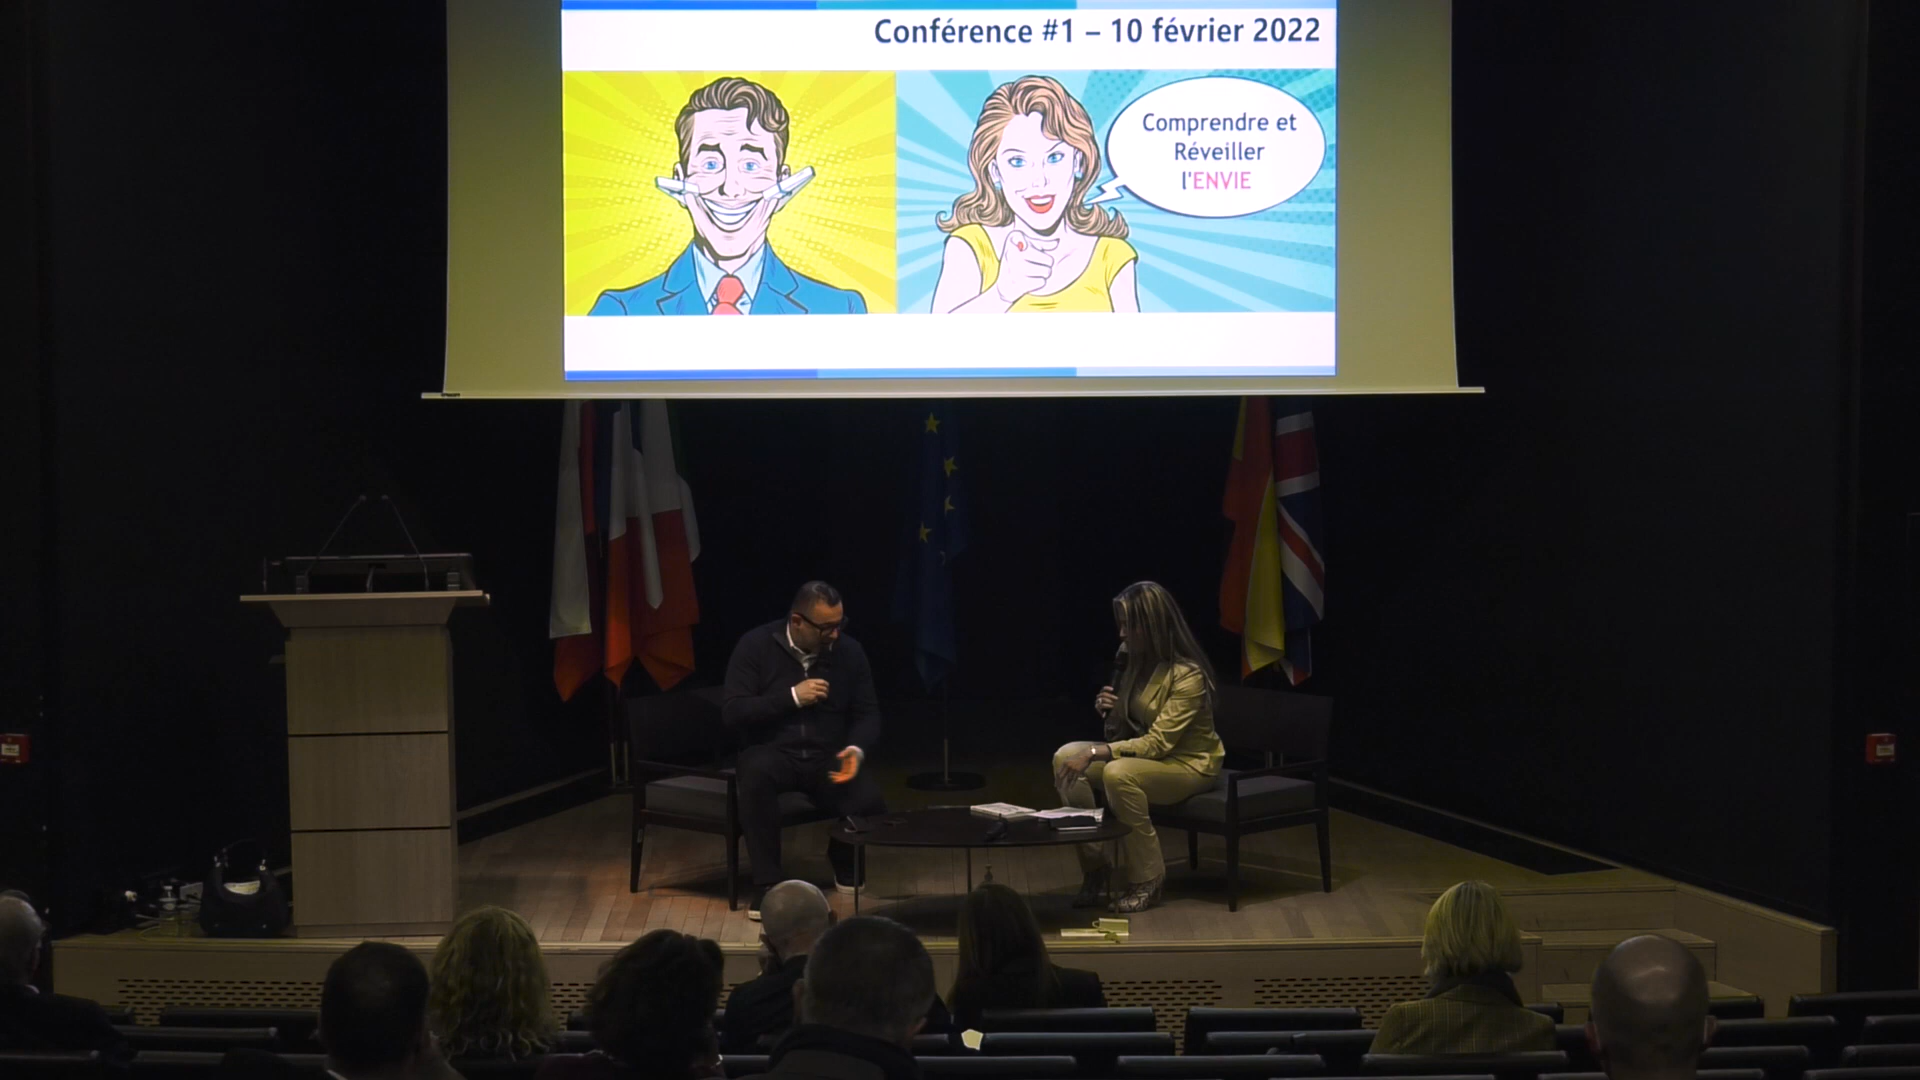 Conférence #1 – 10 février 2022
Comprendre et
Réveiller
l'ENVIE